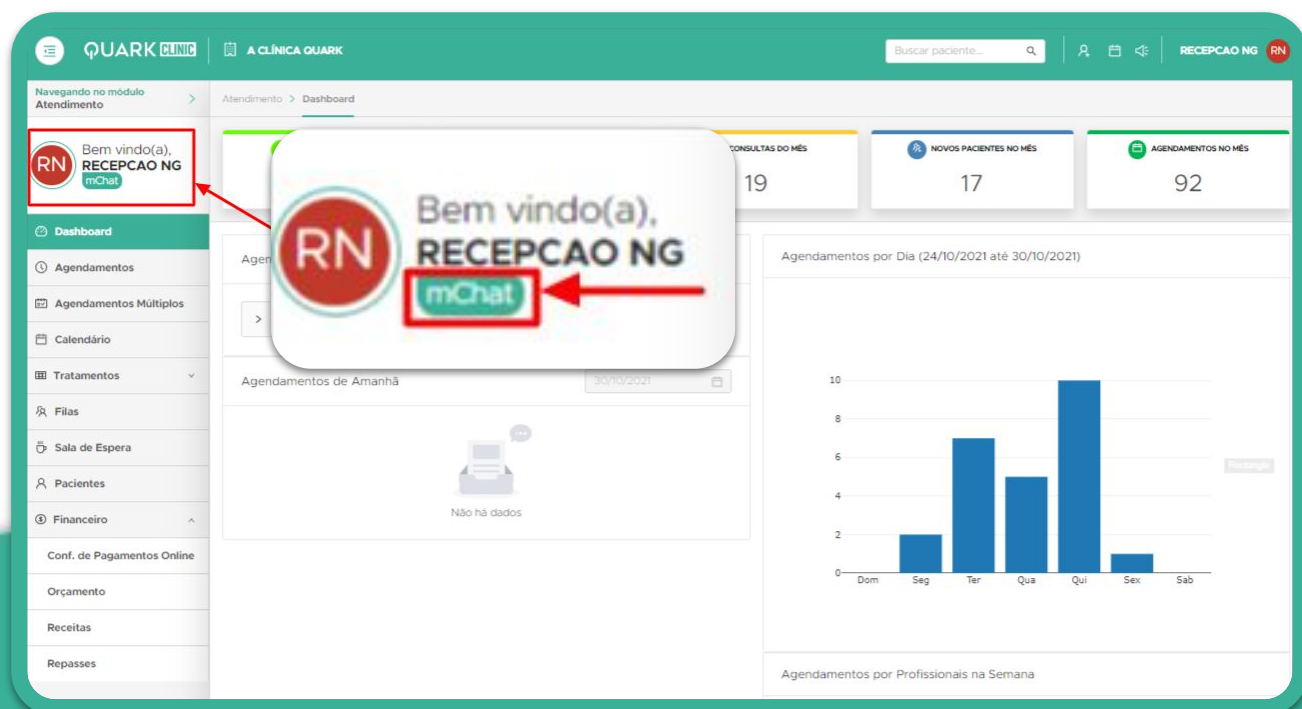 QUARK CLINIC
A CLÍNICA QUARK
Buscar paciente...
RECEPCAO NG
RN
Navegando no módulo
Atendimento
Atendimento > Dashboard
RN
Bem vindo(a),
RECEPCAO NG
mChat
CONSULTAS DO MÊS
19
NOVOS PACIENTES NO MÊS
17
AGENDAMENTOS NO MÊS
92
RN
Bem vindo(a),
RECEPCAO NG
mChat
Dashboard
Agendamentos
Agendamentos Múltiplos
Calendário
Tratamentos
Filas
Sala de Espera
Pacientes
Financeiro
Conf. de Pagamentos Online
Orçamento
Receitas
Repasses
Agendamentos de Amanhã
30/10/2021
Não há dados
Agendamentos por Dia (24/10/2021 até 30/10/2021)
10
8
6
4
2
0
Dom Seg Ter Qua Qui Sex Sab
Rectangle
Agendamentos por Profissionais na Semana